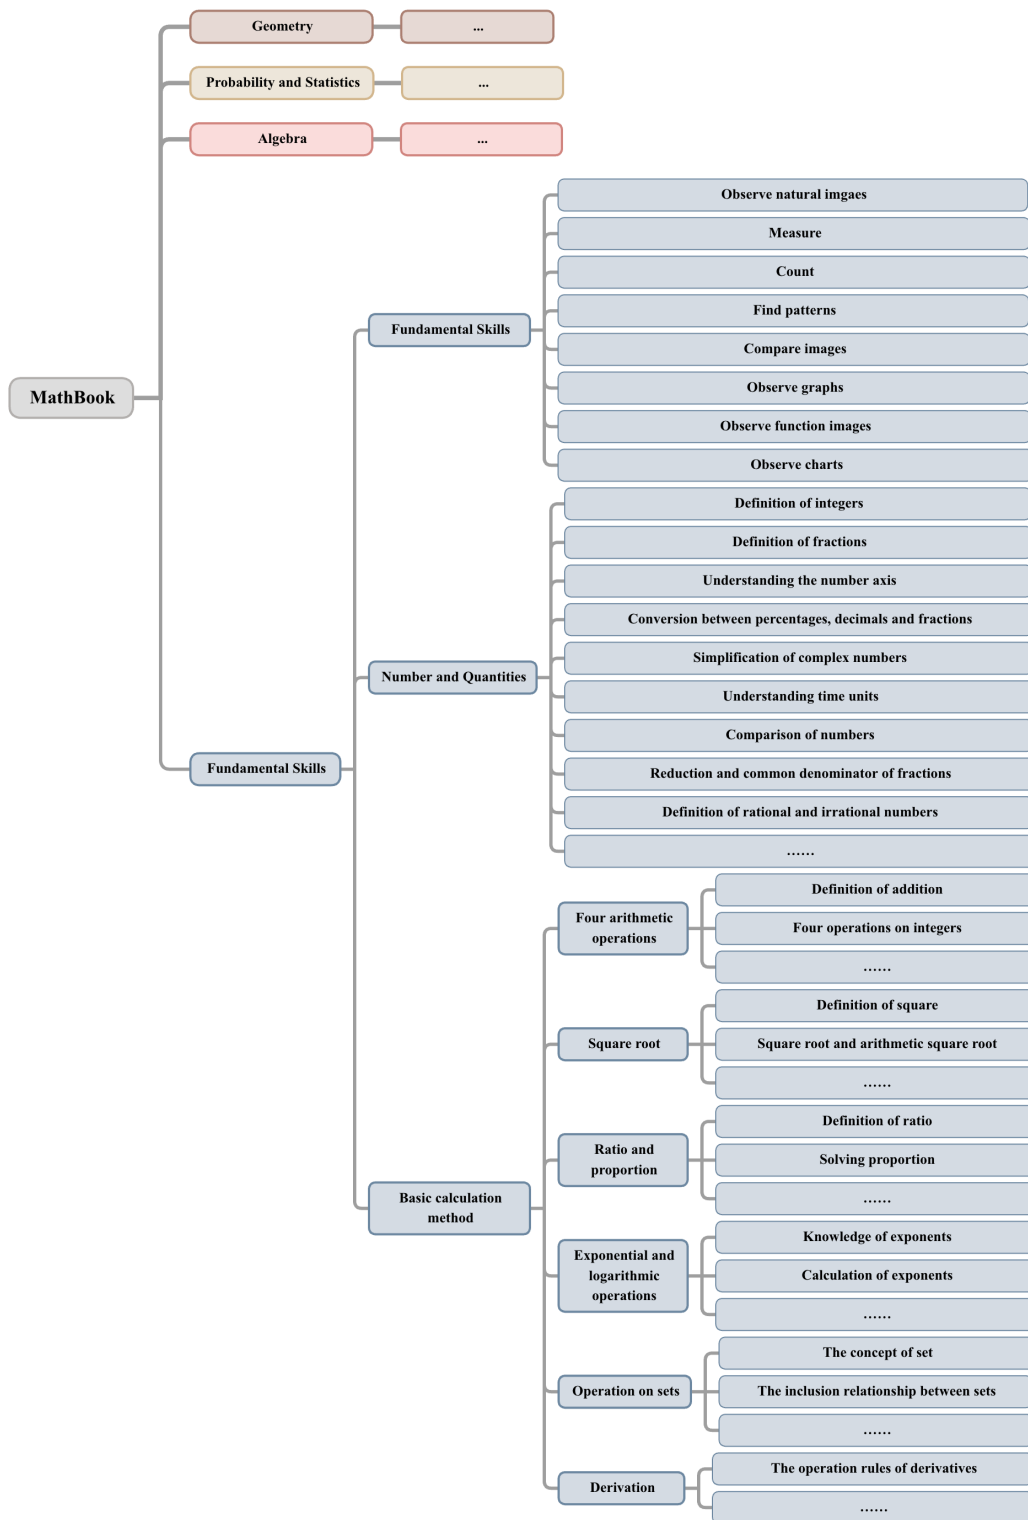 Geometry
...
Probability and Statistics
...
Algebra
...
MathBook
Fundamental Skills
Fundamental Skills
Observe natural imgaes
Measure
Count
Find patterns
Compare images
Observe graphs
Observe function images
Observe charts
Number and Quantities
Definition of integers
Definition of fractions
Understanding the number axis
Conversion between percentages, decimals and fractions
Simplification of complex numbers
Understanding time units
Comparison of numbers
Reduction and common denominator of fractions
Definition of rational and irrational numbers
……
Basic calculation
method
Four arithmetic
operations
Definition of addition
Four operations on integers
……
Square root
Definition of square
Square root and arithmetic square root
……
Ratio and
proportion
Definition of ratio
Solving proportion
……
Exponential and
logarithmic
operations
Knowledge of exponents
Calculation of exponents
……
Operation on sets
The concept of set
The inclusion relationship between sets
……
Derivation
The operation rules of derivatives
……